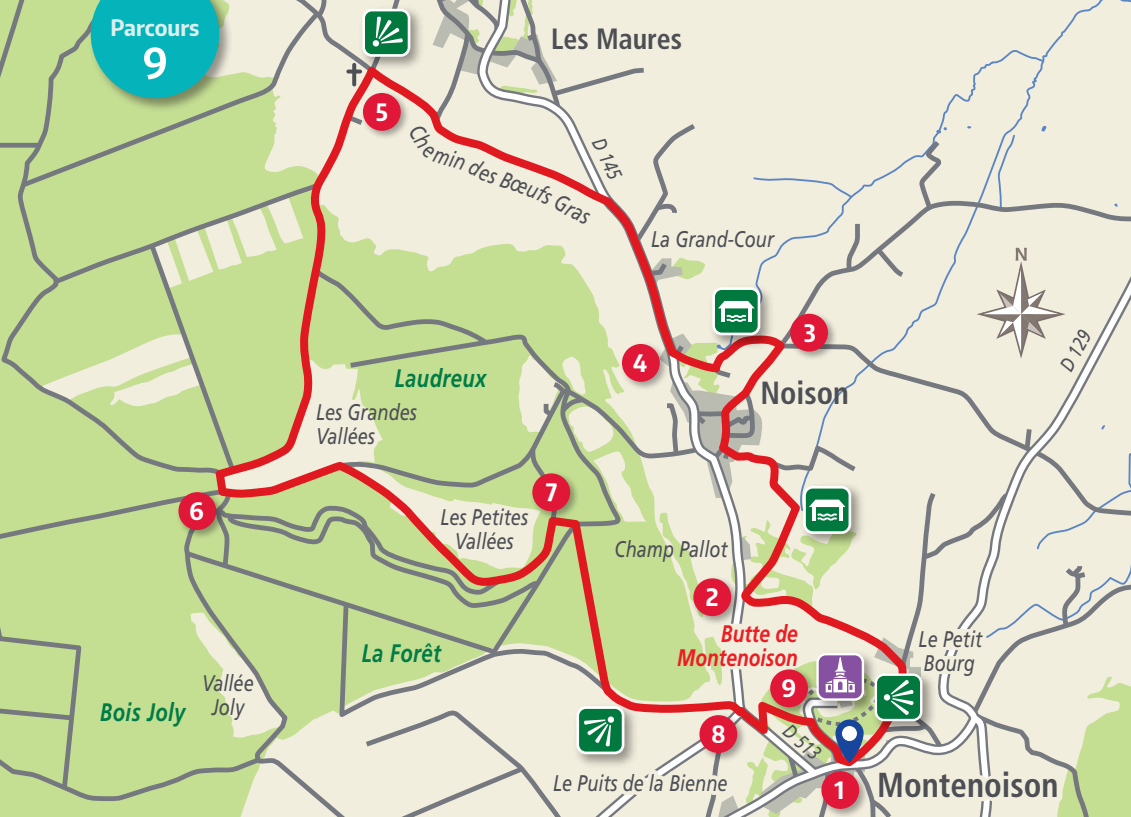 Parcours
9
Les Maures
5
Chemin des Bœufs Gras
D 145
La Grand-Cour
N
3
4
Noison
D 129
Laudreux
Les Grandes
Vallées
6
7
Les Petites
Vallées
Champ Pallot
2
Butte de
Montenoison
Le Petit
Bourg
La Forêt
Vallée
Joly
Bois Joly
9
8
D 513
Le Puits de la Bienne
1
Montenoison